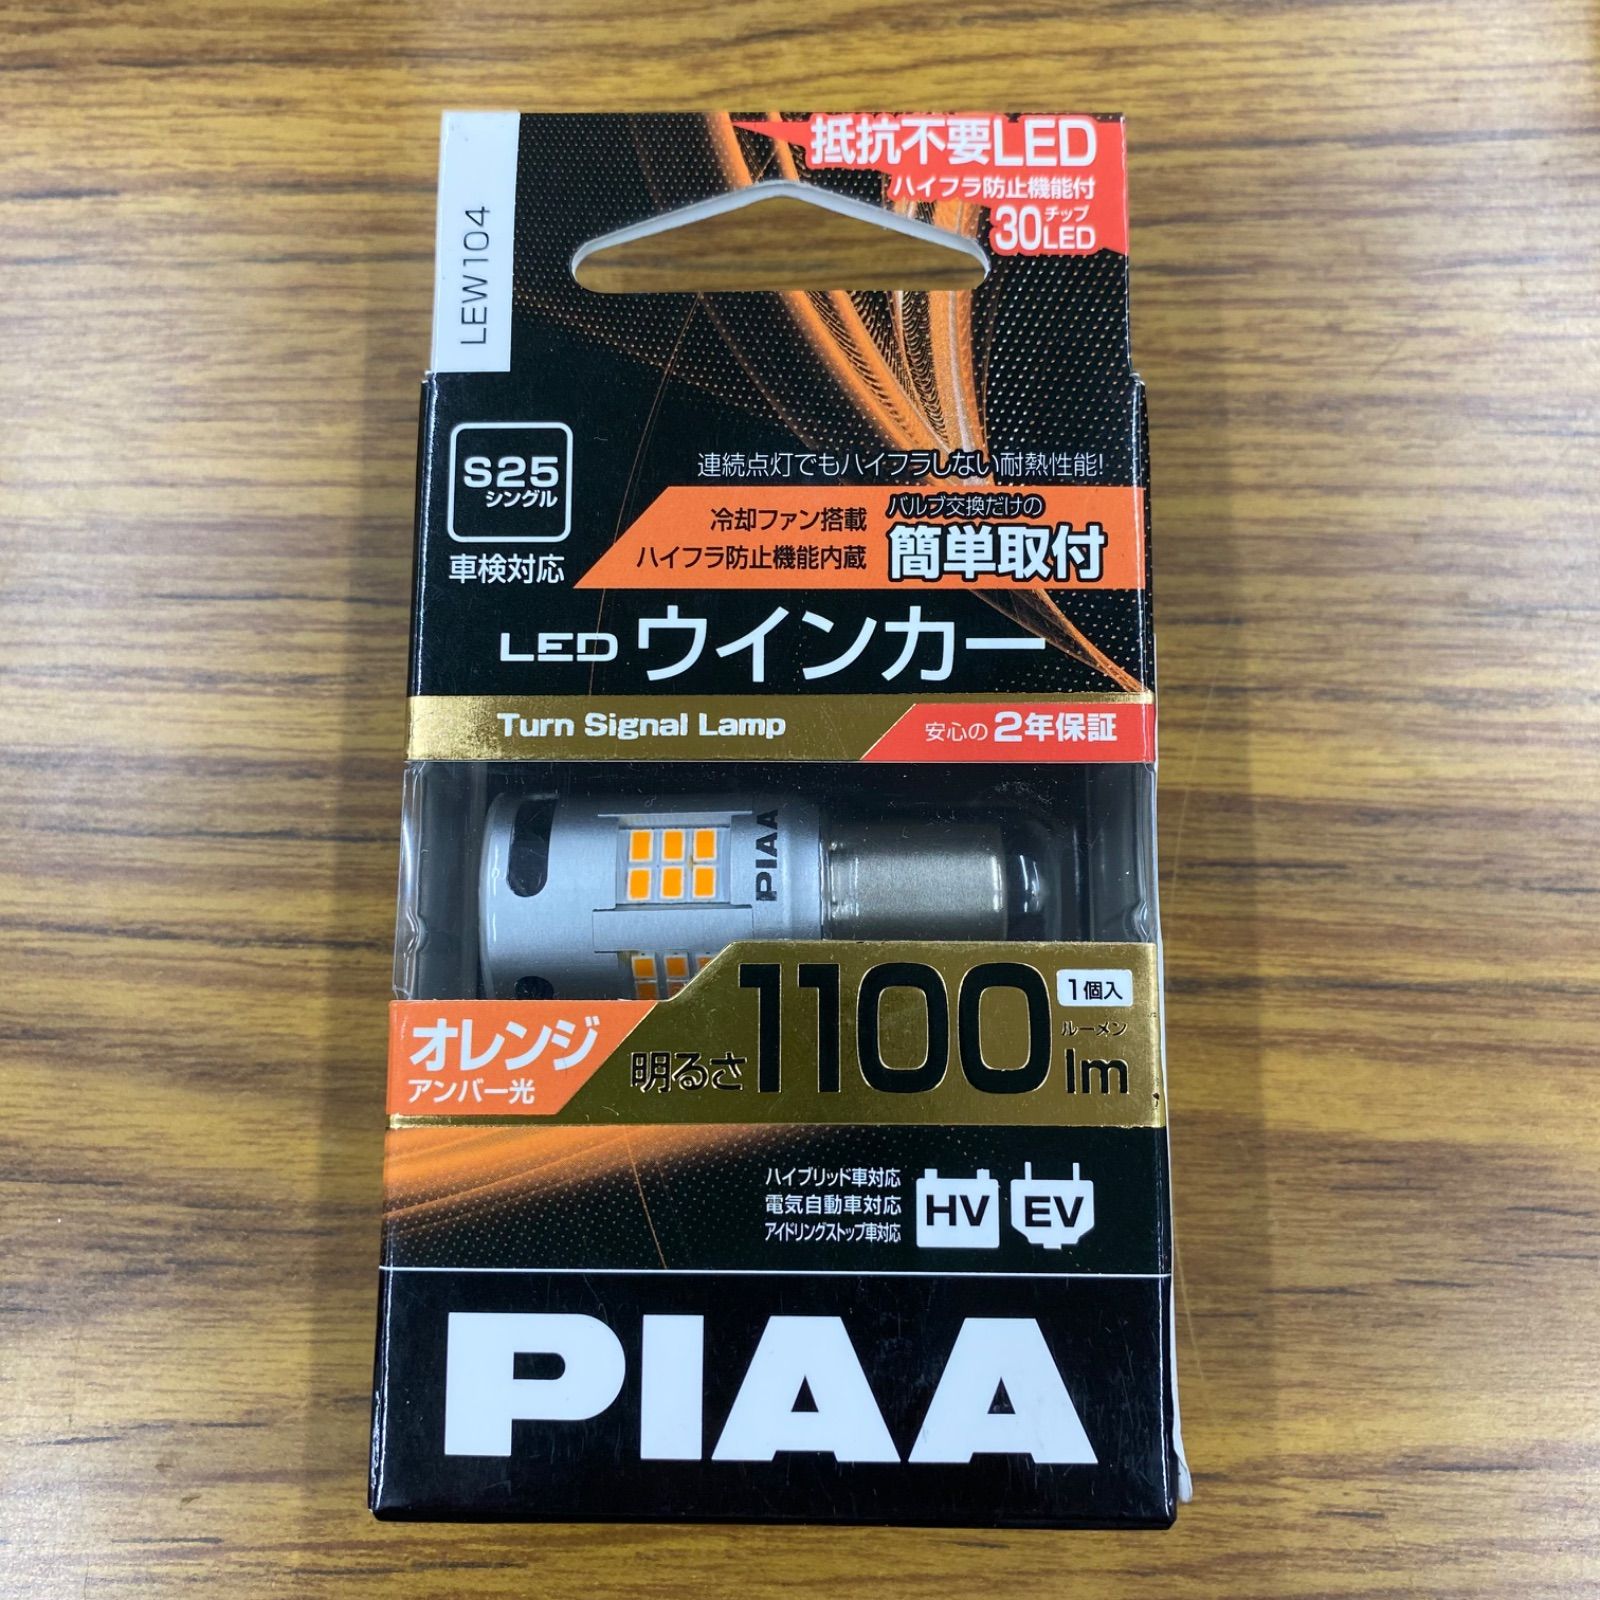 抵抗不要LED
ハイフラ防止機能付
30チップLED
LEW104
S25
シングル
車検対応
連続点灯でもハイフラしない耐熱性能!
冷却ファン搭載
ハイフラ防止機能内蔵
バルブ交換だけの
簡単取付
LED ウインカー
Turn Signal Lamp
安心の2年保証
PIAA
オレンジ
アンバー光
明るさ1100ルーメンlm
1個入
ハイブリッド車対応
電気自動車対応
アイドリングストップ車対応
HV
EV
PIAA